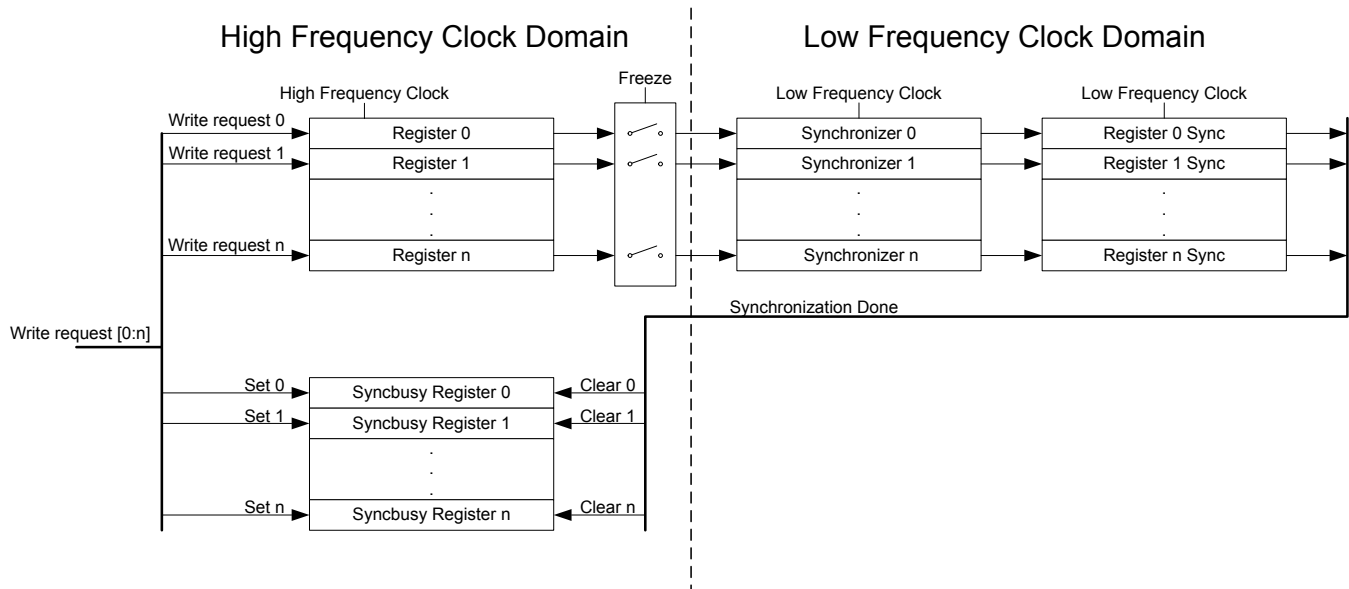 High Frequency Clock Domain
Low Frequency Clock Domain
Freeze
High Frequency Clock
Low Frequency Clock
Low Frequency Clock
Write request 0
Register 0
Synchronizer 0
Register 0 Sync
Write request 1
Register 1
Synchronizer 1
Register 1 Sync
.
.
.
.
.
.
.
.
.
Write request n
Register n
Synchronizer n
Register n Sync
Synchronization Done
Write request [0:n]
Set 0
Syncbusy Register 0
Clear 0
Set 1
Syncbusy Register 1
Clear 1
.
.
.
Set n
Syncbusy Register n
Clear n